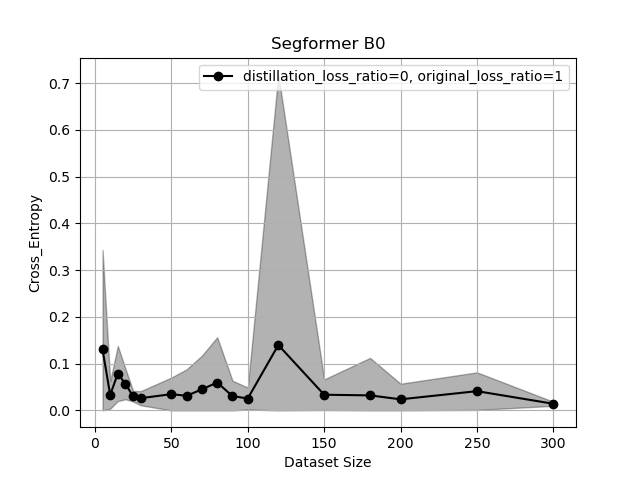 Segformer B0
distillation_loss_ratio=0, original_loss_ratio=1
0.7
0.6
0.5
0.4
0.3
0.2
0.1
0.0
Cross_Entropy
0 50 100 150 200 250 300
Dataset Size